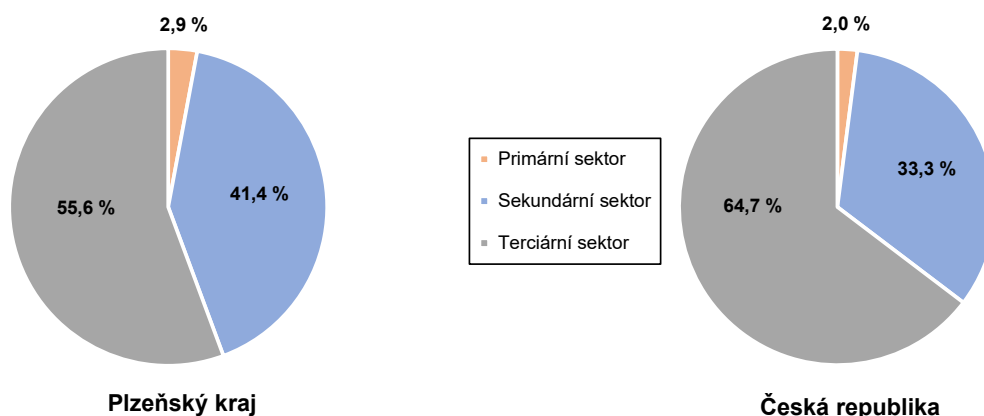 2,9 %
41,4 %
55,6 %
Plzeňský kraj
Primární sektor
Sekundární sektor
Terciární sektor
2,0 %
33,3 %
64,7 %
Česká republika